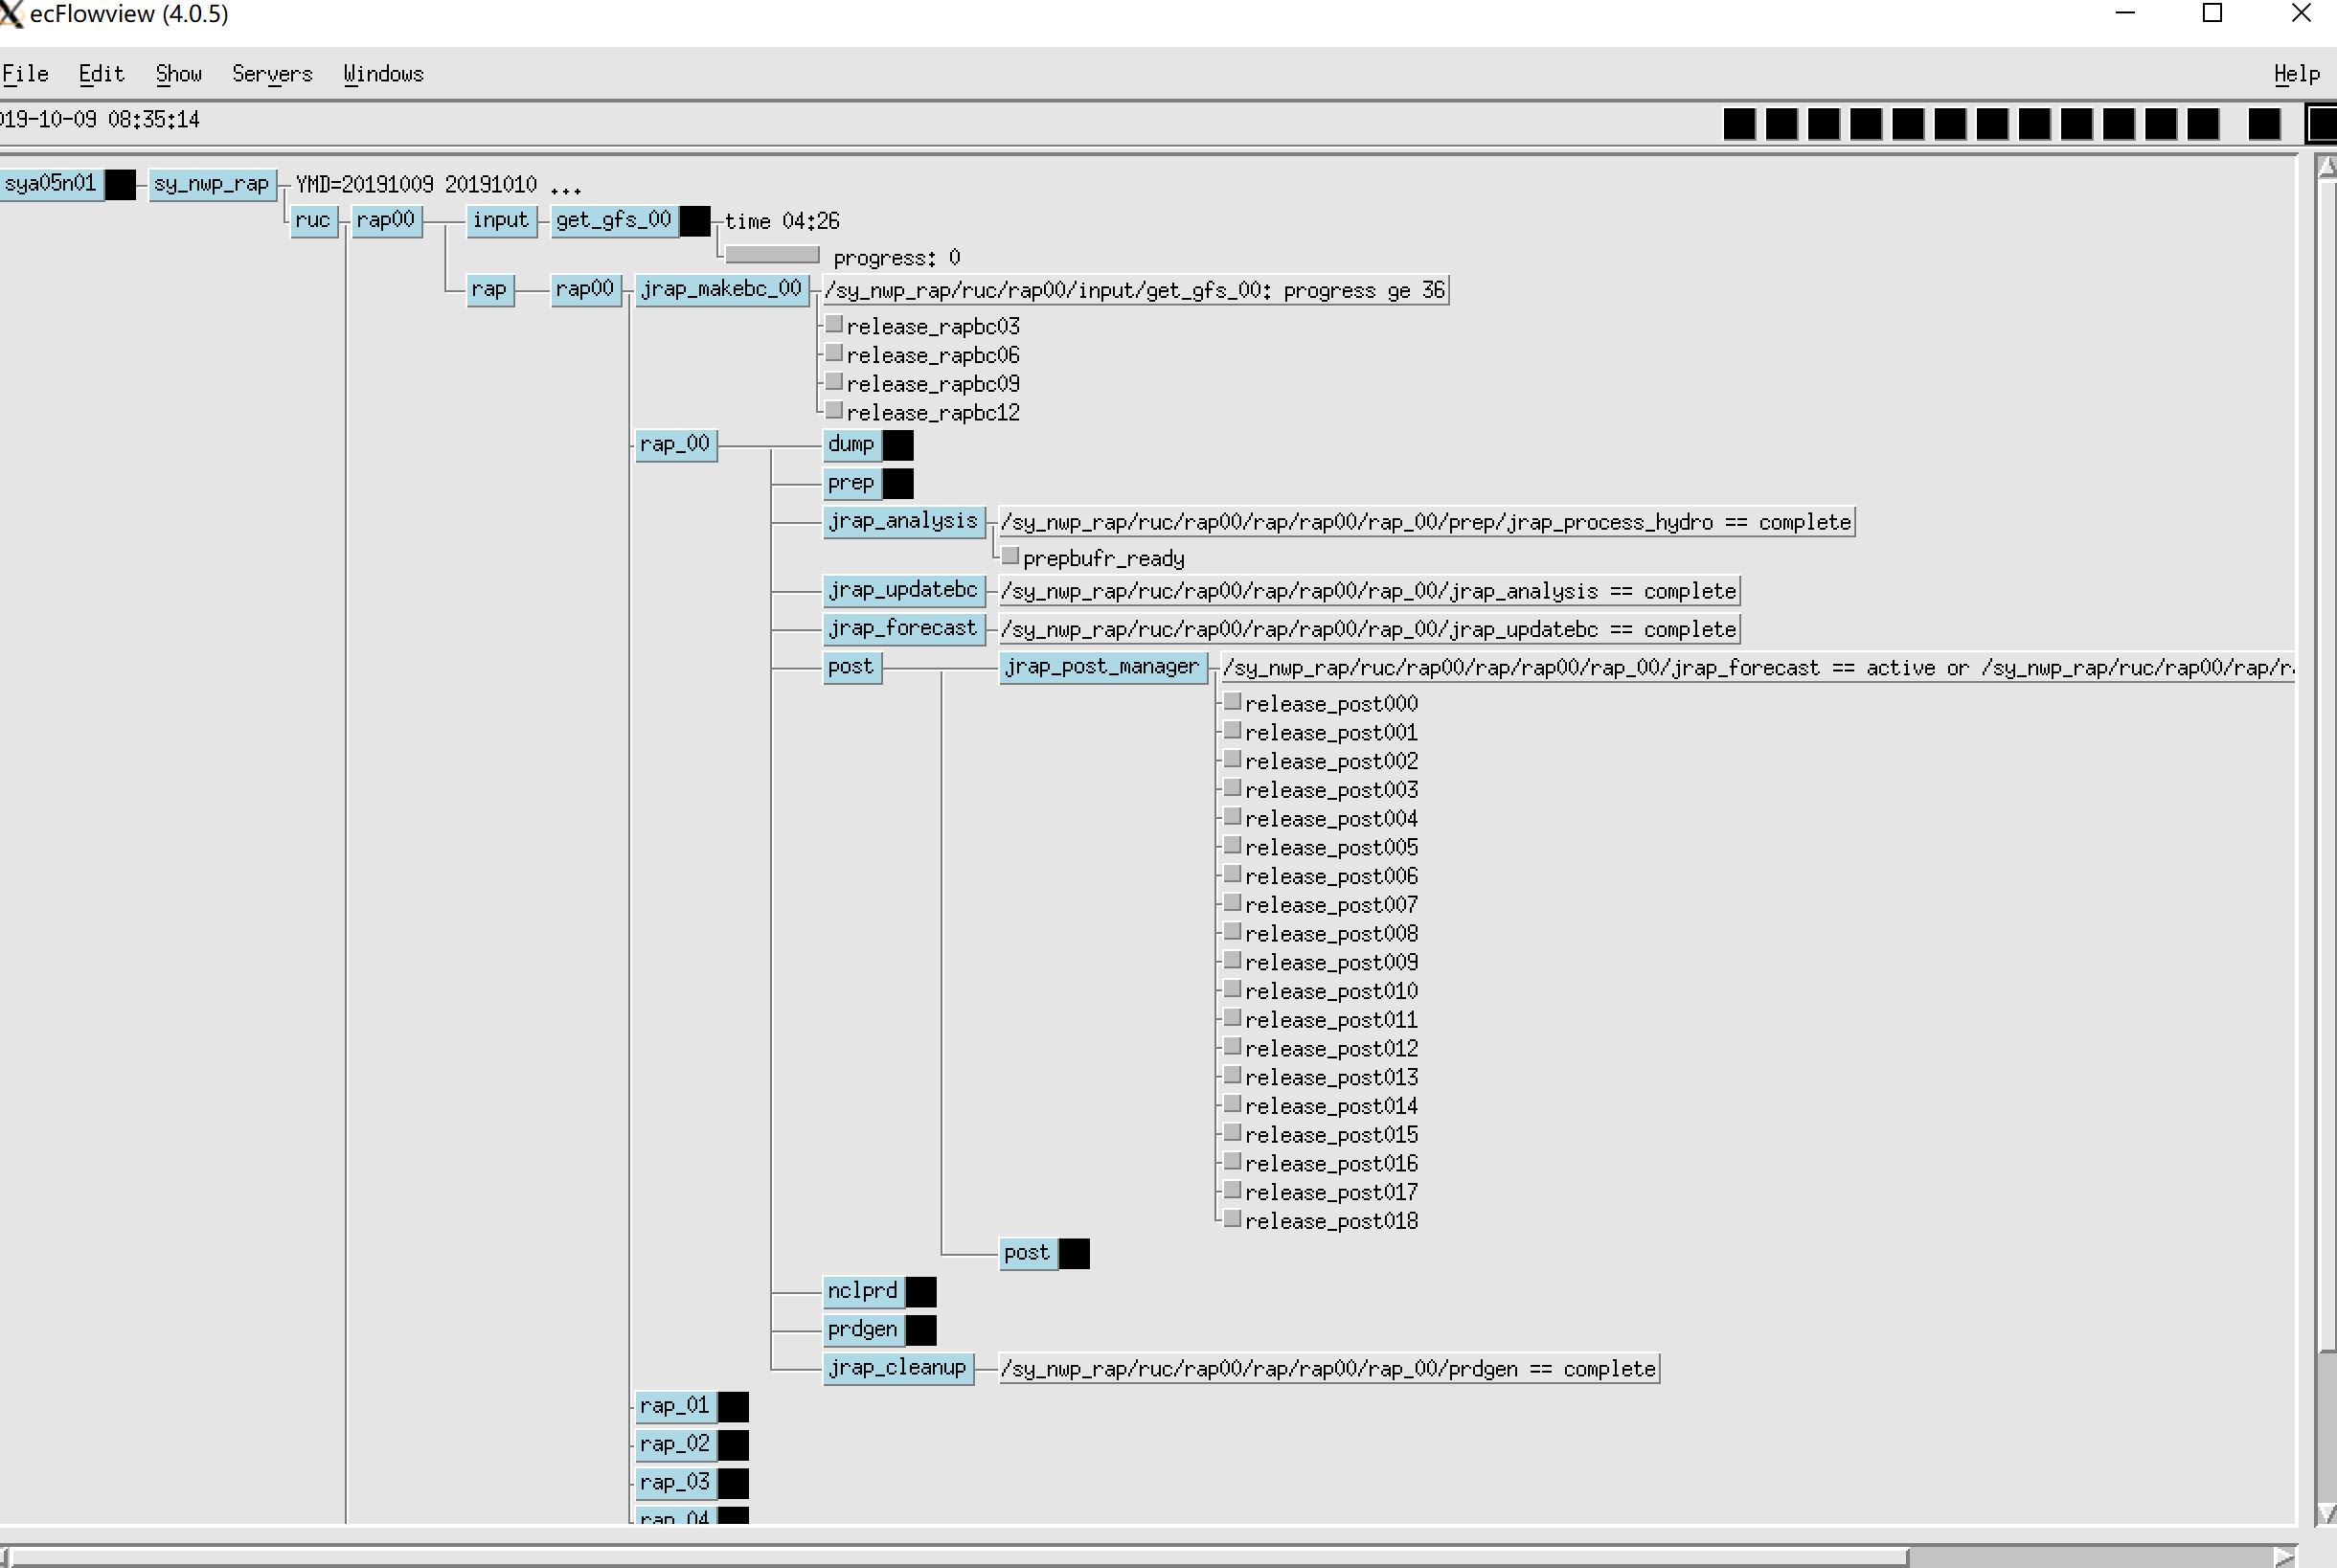 ecFlowview (4.0.5)
File Edit Show Servers Windows Help
019-10-09 08:35:14
sya05n01 sy_nwp_rap YMD=20191009 20191010 ...
ruc rap00 input get_gfs_00 time 04:26
progress: 0
rap rap00 jrap_makebc_00 /sy_nwp_rap/ruc/rap00/input/get_gfs_00: progress ge 36
release_rapbc03
release_rapbc06
release_rapbc09
release_rapbc12
rap_00 dump
prep
jrap_analysis /sy_nwp_rap/ruc/rap00/rap/rap00/rap_00/prep/jrap_process_hydro == complete
prepbufr_ready
jrap_updatebc /sy_nwp_rap/ruc/rap00/rap/rap00/rap_00/jrap_analysis == complete
jrap_forecast /sy_nwp_rap/ruc/rap00/rap/rap00/rap_00/jrap_updatebc == complete
post jrap_post_manager /sy_nwp_rap/ruc/rap00/rap/rap00/rap_00/jrap_forecast == active or /sy_nwp_rap/ruc/rap00/rap/r
release_post000
release_post001
release_post002
release_post003
release_post004
release_post005
release_post006
release_post007
release_post008
release_post009
release_post010
release_post011
release_post012
release_post013
release_post014
release_post015
release_post016
release_post017
release_post018
post
nclprd
prdgen
jrap_cleanup /sy_nwp_rap/ruc/rap00/rap/rap00/rap_00/prdgen == complete
rap_01
rap_02
rap_03
rap_04